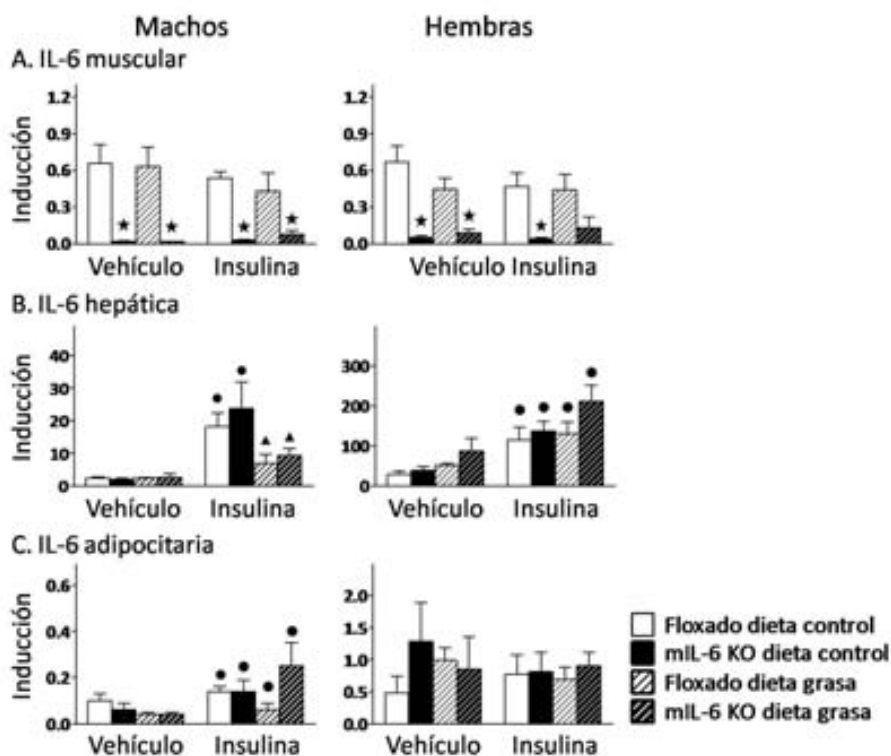 Machos Hembras
A. IL-6 muscular
Inducción
1.2 0.9 0.6 0.3 0.0
1.2 0.9 0.6 0.3 0.0
Vehículo Insulina Vehículo Insulina
B. IL-6 hepática
Inducción
40 30 20 10 0
300 200 100 0
Vehículo Insulina Vehículo Insulina
C. IL-6 adipocitaria
Inducción
0.6 0.4 0.2 0.0
2.0 1.5 1.0 0.5 0.0
Vehículo Insulina Vehículo Insulina
Floxado dieta control
mIL-6 KO dieta control
Floxado dieta grasa
mIL-6 KO dieta grasa